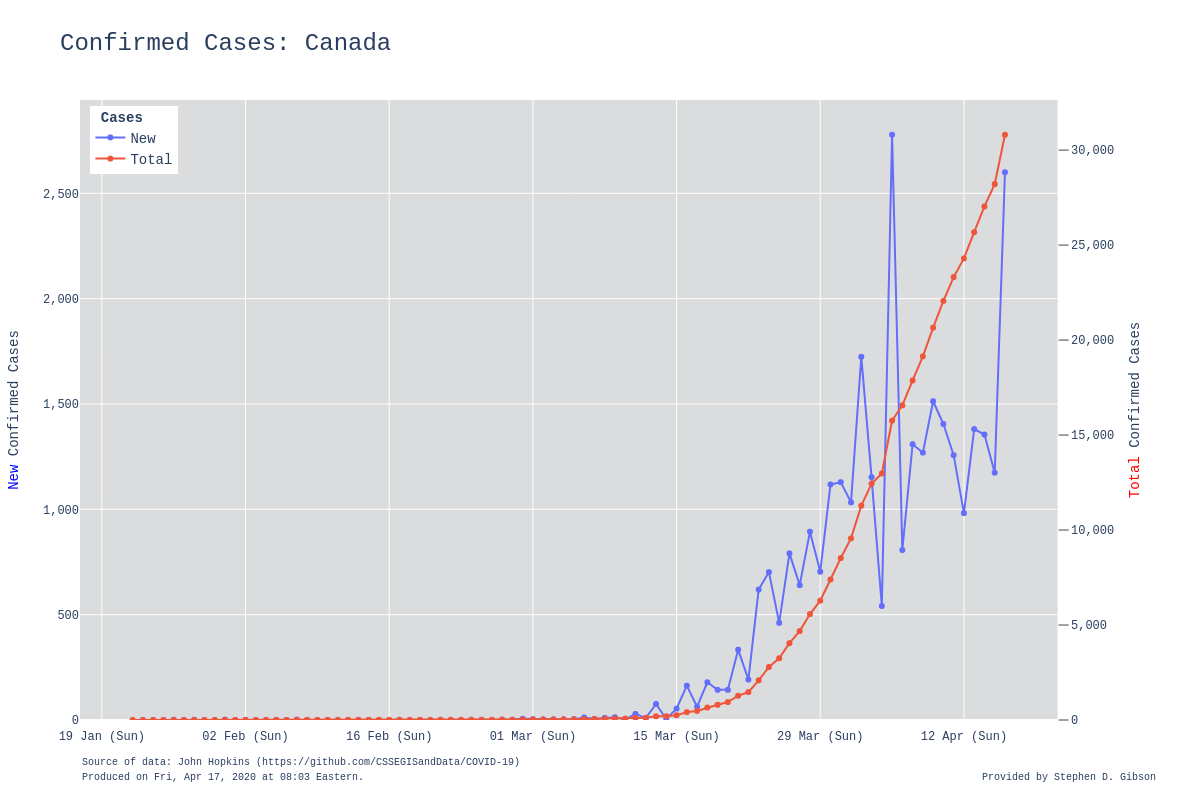 Confirmed Cases: Canada
Cases
New
Total
2,500
2,000
1,500
1,000
500
0
30,000
25,000
20,000
15,000
10,000
5,000
0
New Confirmed Cases
Total Confirmed Cases
19 Jan (Sun) 02 Feb (Sun) 16 Feb (Sun) 01 Mar (Sun) 15 Mar (Sun) 29 Mar (Sun) 12 Apr (Sun)
Source of data: John Hopkins (https://github.com/CSSEGISandData/COVID-19)
Produced on Fri, Apr 17, 2020 at 08:03 Eastern.
Provided by Stephen D. Gibson